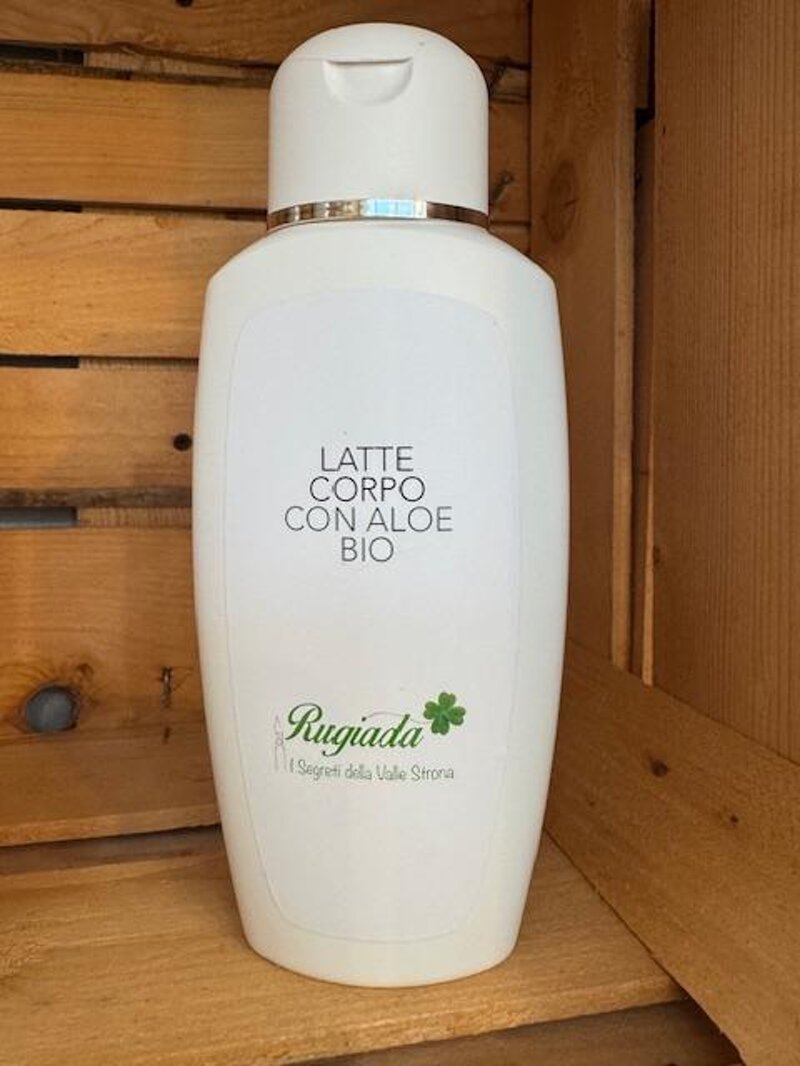 LATTE
CORPO
CON ALOE
BIO
Rugiada
I Segreti della Valle Strona